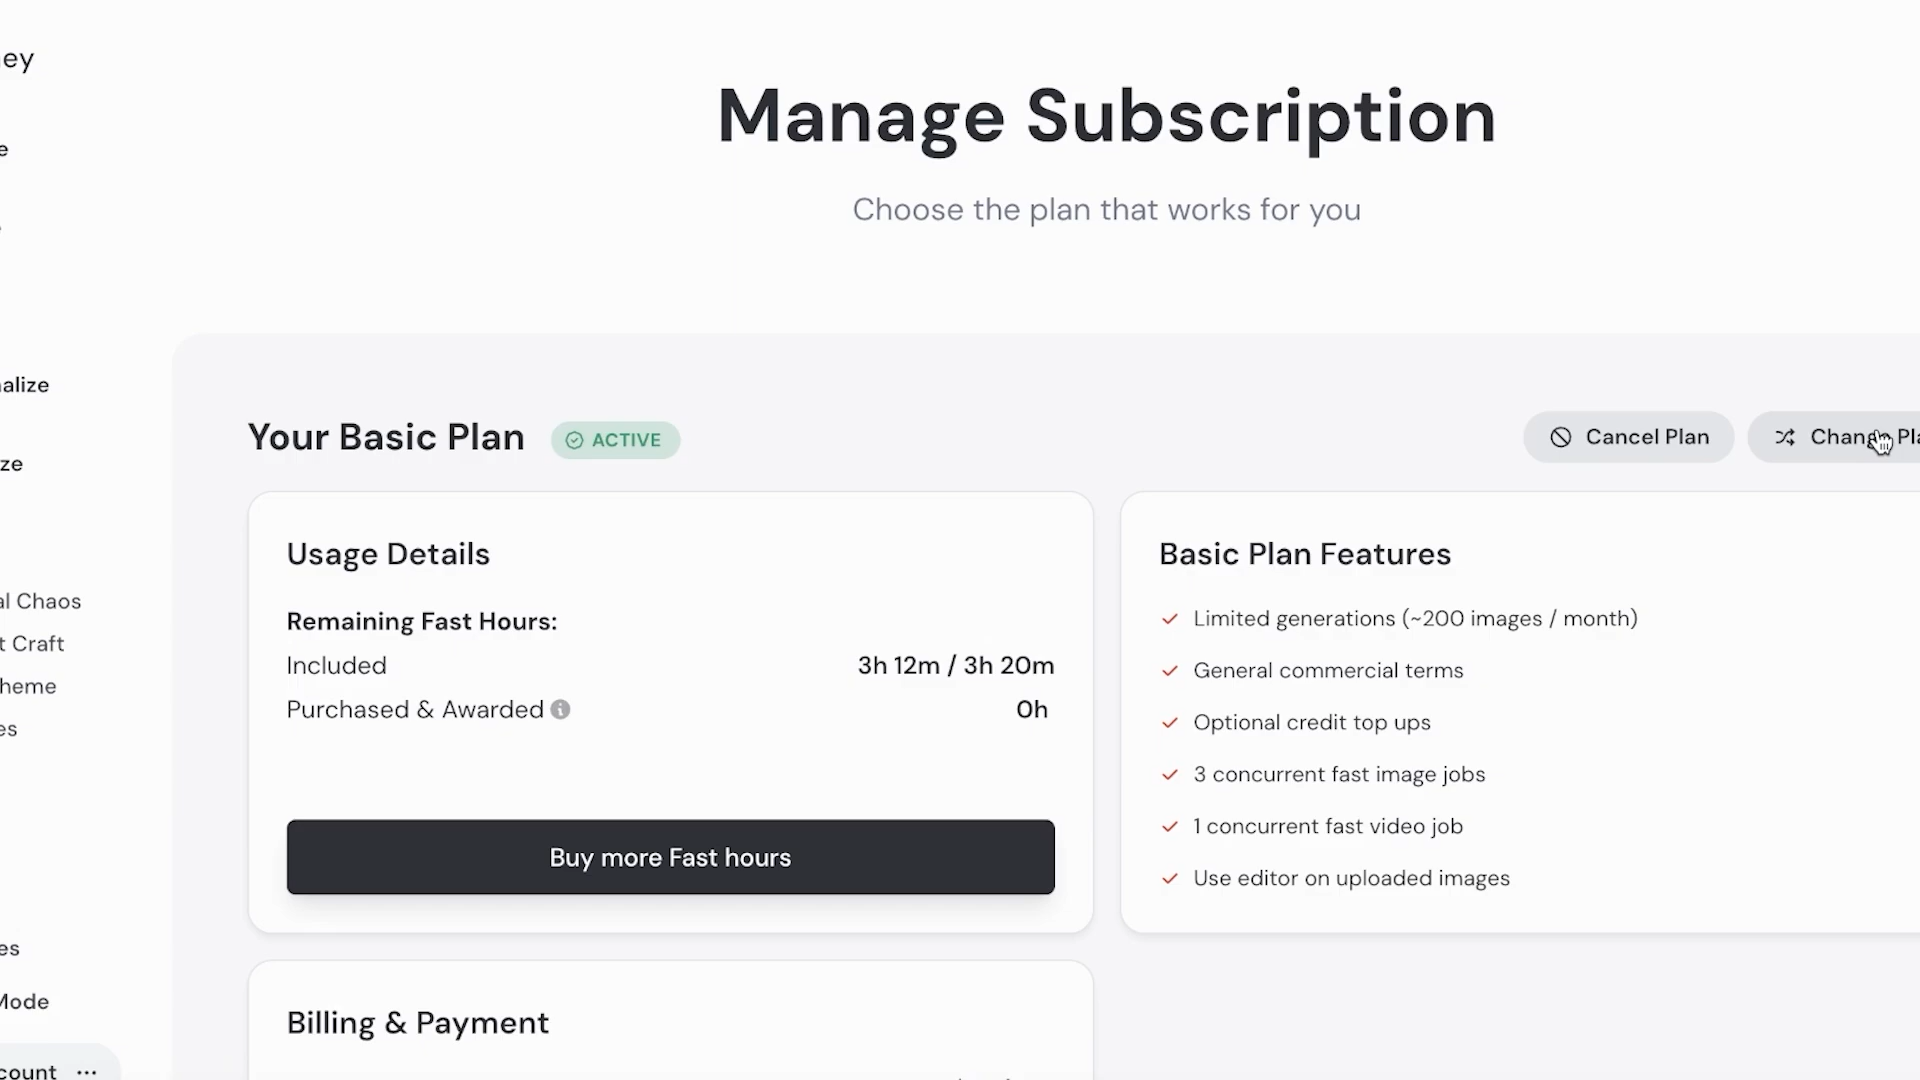 ey
Manage Subscription
e
Choose the plan that works for you
alize
Your Basic Plan
ACTIVE
Cancel Plan
ze
Usage Details
Basic Plan Features
Remaining Fast Hours:
Limited generations (~200 images / month)
Included
3h 12m / 3h 20m
General commercial terms
Purchased & Awarded
0h
Optional credit top ups
3 concurrent fast image jobs
1 concurrent fast video job
Use editor on uploaded images
al Chaos
t Craft
heme
es
Buy more Fast hours
es
Mode
Billing & Payment
count ...